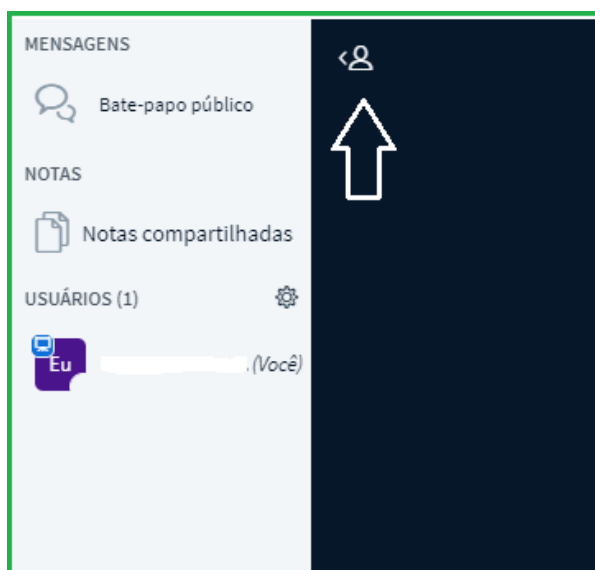 MENSAGENS
Bate-papo público
NOTAS
Notas compartilhadas
USUÁRIOS (1)
Eu
(Você)